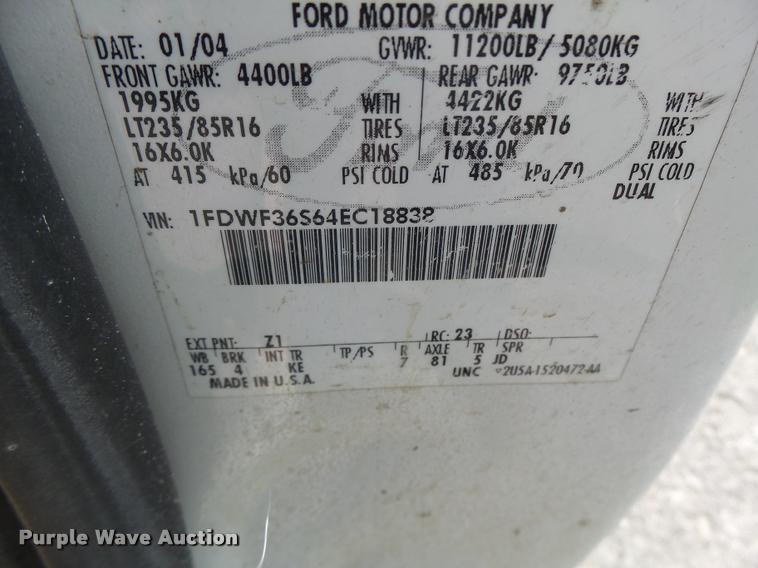 FORD MOTOR COMPANY
DATE: 01/04 GVWR: 11200LB/ 5080KG
FRONT GAWR: 4400LB REAR GAWR: 9750LB
1995KG WITH 4422KG WITH
LT235/85R16 TIRES LT235/85R16 TIRES
16X6.0K RIMS 16X6.0K RIMS
AT 415 kPa/60 PSI COLD AT 485 kPa/70 PSI COLD
DUAL
VIN: 1FDWF36S64EC18838
EXT PNT: Z1 RC: 23 DSO:
WB BRK INT TR TP/PS R AXLE TR SPR
165 4 KE 7 81 5 JD
MADE IN U.S.A. UNC 2U5A-1520472-AA
Purple Wave Auction